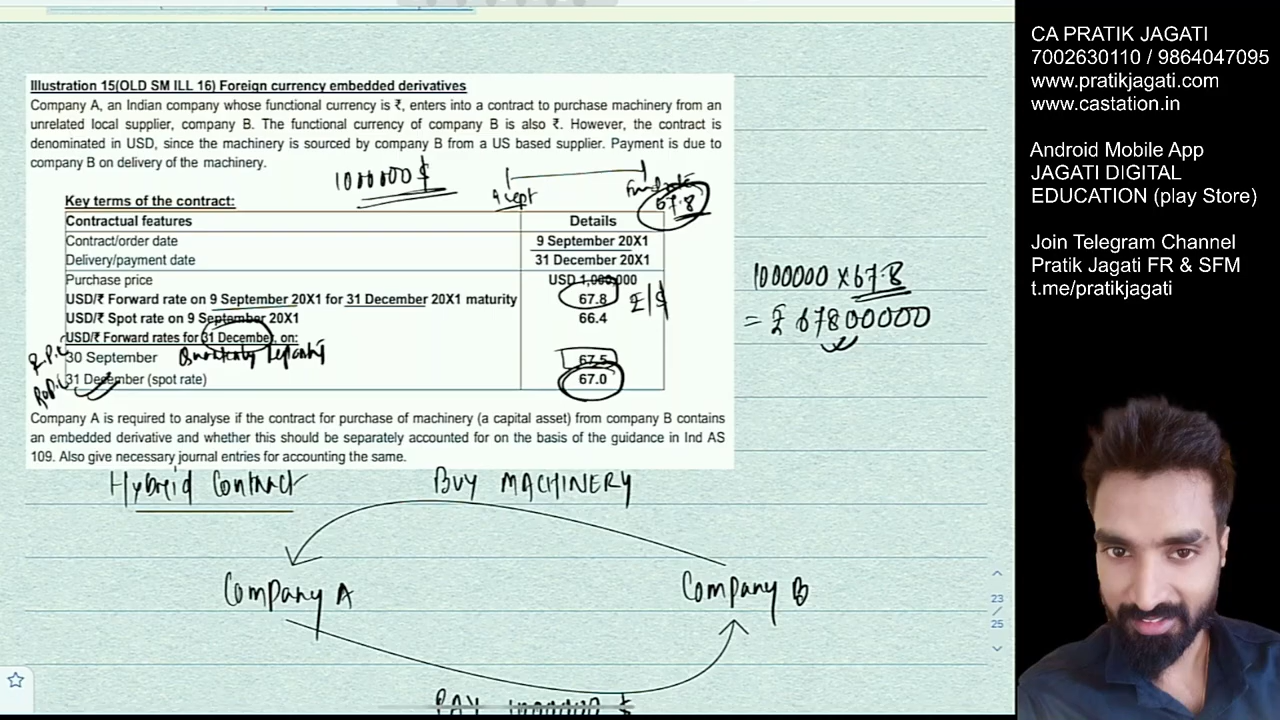 Illustration 15(OLD SM ILL 16) Foreign currency embedded derivatives
Company A, an Indian company whose functional currency is ₹, enters into a contract to purchase machinery from an
unrelated local supplier, company B. The functional currency of company B is also ₹. However, the contract is
denominated in USD, since the machinery is sourced by company B from a US based supplier. Payment is due to
company B on delivery of the machinery.
1000000 $
9 sept
67.8
Key terms of the contract:
Contractual features Details
Contract/order date 9 September 20X1
Delivery/payment date 31 December 20X1
Purchase price USD 1,000,000
USD/₹ Forward rate on 9 September 20X1 for 31 December 20X1 maturity 67.8 ₹/$
USD/₹ Spot rate on 9 September 20X1 66.4
USD/₹ Forward rates for 31 December, on:
30 September Quarterly Reporting 67.5
31 December (spot rate) 67.0
1000000 x 67.8
= ₹ 67800000
Company A is required to analyse if the contract for purchase of machinery (a capital asset) from company B contains
an embedded derivative and whether this should be separately accounted for on the basis of the guidance in Ind AS
109. Also give necessary journal entries for accounting the same.
Hybrid Contract
BUY MACHINERY
Company A
Company B
PAY 1000000 $
23
/
25
CA PRATIK JAGATI
7002630110 / 9864047095
www.pratikjagati.com
www.castation.in
Android Mobile App
JAGATI DIGITAL
EDUCATION (play Store)
Join Telegram Channel
Pratik Jagati FR & SFM
t.me/pratikjagati